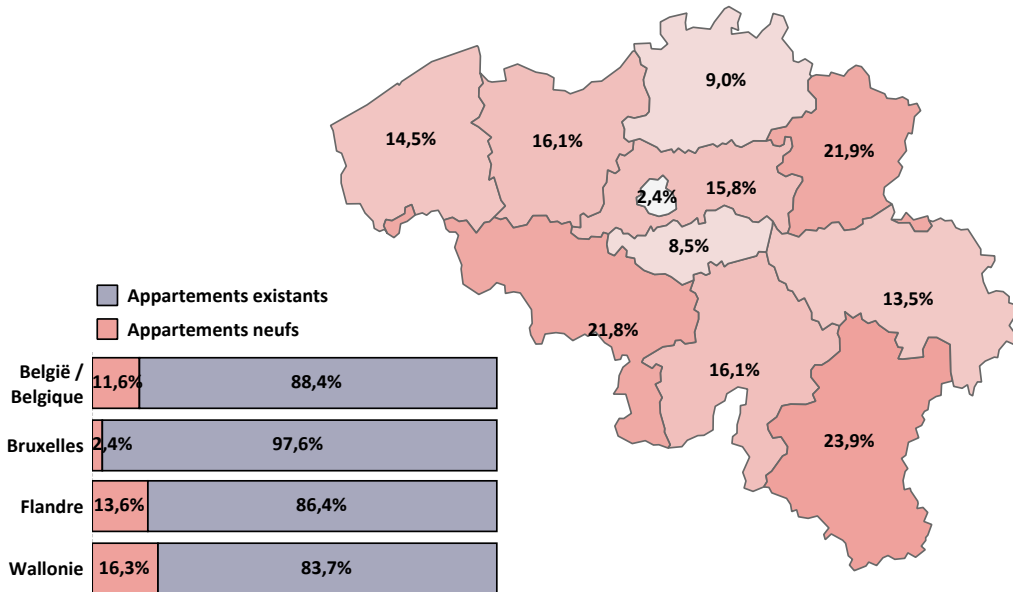 9,0%
14,5%
16,1%
21,9%
2,4%
15,8%
8,5%
13,5%
21,8%
16,1%
23,9%
Appartements existants
Appartements neufs
België /
Belgique
11,6%
88,4%
Bruxelles
2,4%
97,6%
Flandre
13,6%
86,4%
Wallonie
16,3%
83,7%